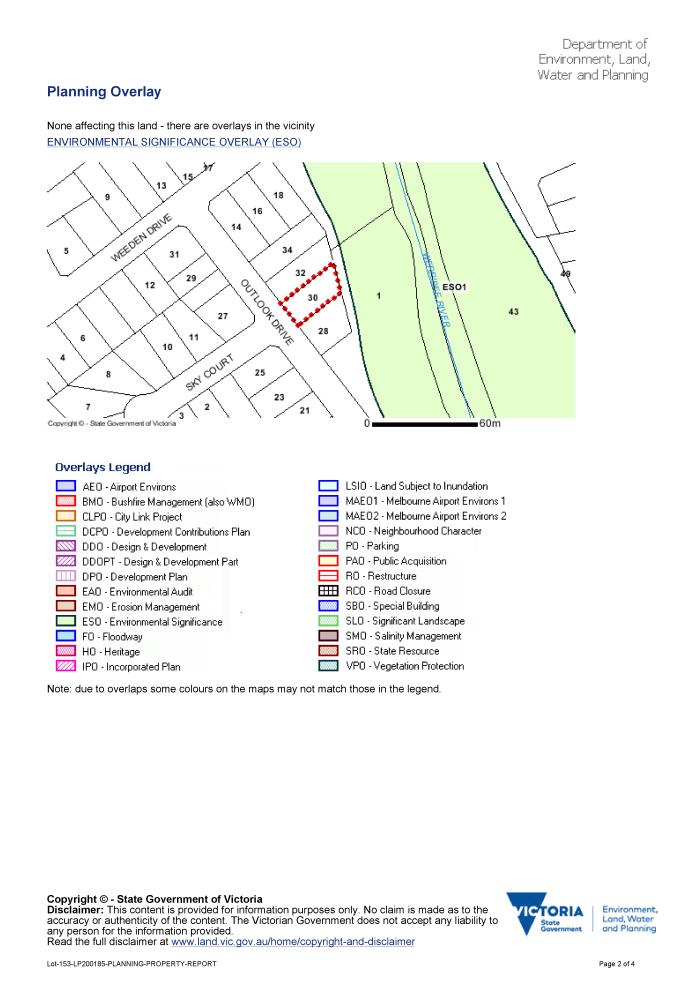 Department of
Environment, Land,
Water and Planning
Planning Overlay
None affecting this land - there are overlays in the vicinity
ENVIRONMENTAL SIGNIFICANCE OVERLAY (ESO)
17
15
13
9
5
18
16
14
WEEDEN DRIVE
34
31
32
29
12
30
OUTLOOK DRIVE
27
28
1
WERRIBEE RIVER
ESO1
43
49
6
4
11
10
8
SKY COURT
25
23
21
7
3
2
Copyright © - State Government of Victoria
0 60m
Overlays Legend
AEO - Airport Environs
BMO - Bushfire Management (also WMO)
CLPO - City Link Project
DCPO - Development Contributions Plan
DDO - Design & Development
DDOPT - Design & Development Part
DPO - Development Plan
EAO - Environmental Audit
EMO - Erosion Management
ESO - Environmental Significance
FO - Floodway
HO - Heritage
IPO - Incorporated Plan
LSIO - Land Subject to Inundation
MAEO1 - Melbourne Airport Environs 1
MAEO2 - Melbourne Airport Environs 2
NCO - Neighbourhood Character
PO - Parking
PAO - Public Acquisition
RO - Restructure
RCO - Road Closure
SBO - Special Building
SLO - Significant Landscape
SMO - Salinity Management
SRO - State Resource
VPO - Vegetation Protection
Note: due to overlaps some colours on the maps may not match those in the legend.
Copyright © - State Government of Victoria
Disclaimer: This content is provided for information purposes only. No claim is made as to the
accuracy or authenticity of the content. The Victorian Government does not accept any liability to
any person for the information provided.
Read the full disclaimer at www.land.vic.gov.au/home/copyright-and-disclaimer
VICTORIA
State
Government
Environment,
Land, Water
and Planning
Lot-153-LP200185-PLANNING-PROPERTY-REPORT
Page 2 of 4